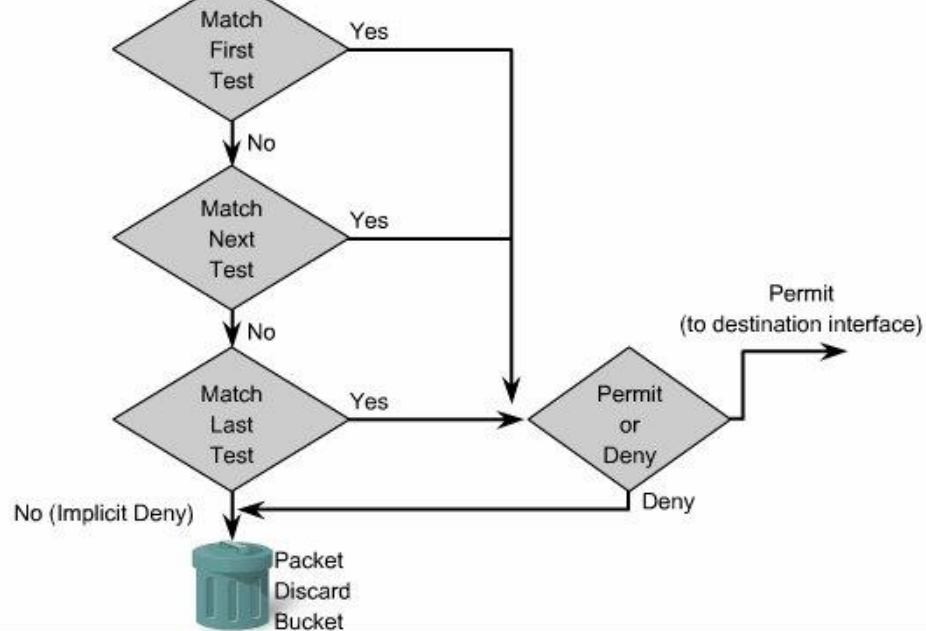 Match
First
Test
Yes
No
Match
Next
Test
Yes
No
Match
Last
Test
Yes
Permit
or
Deny
Permit
(to destination interface)
Deny
No (Implicit Deny)
Packet
Discard
Bucket